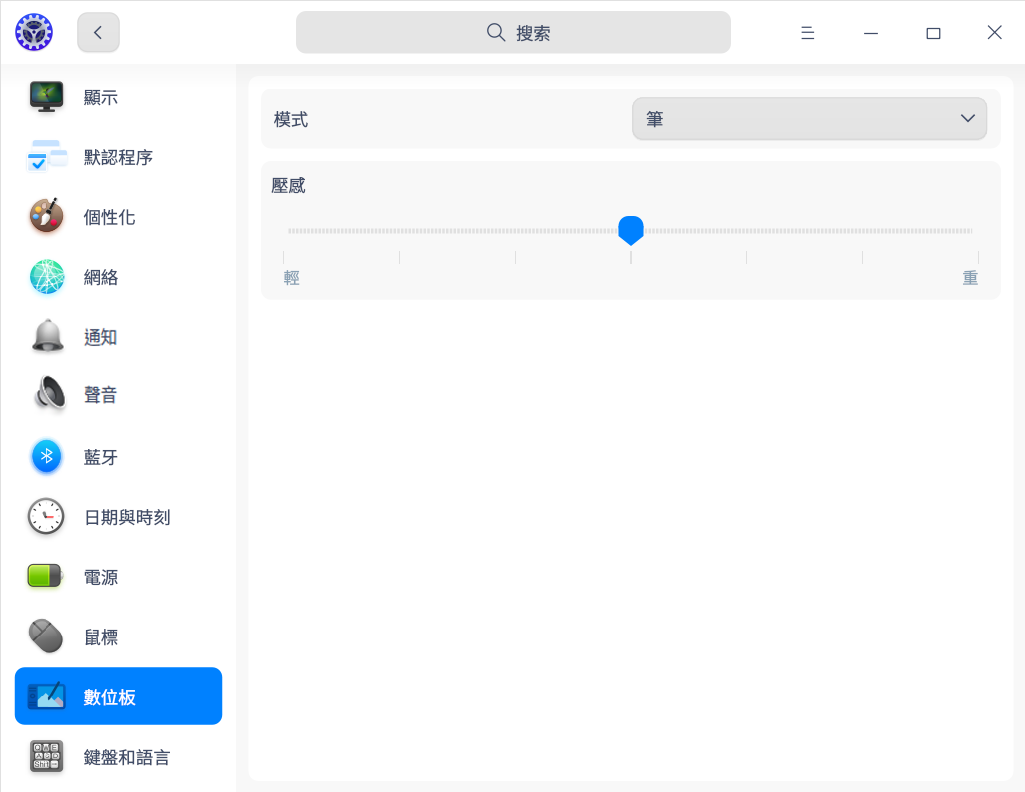 搜索
顯示
默認程序
個性化
網絡
通知
聲音
藍牙
日期與時刻
電源
鼠標
數位板
鍵盤和語言
模式
筆
壓感
輕
重